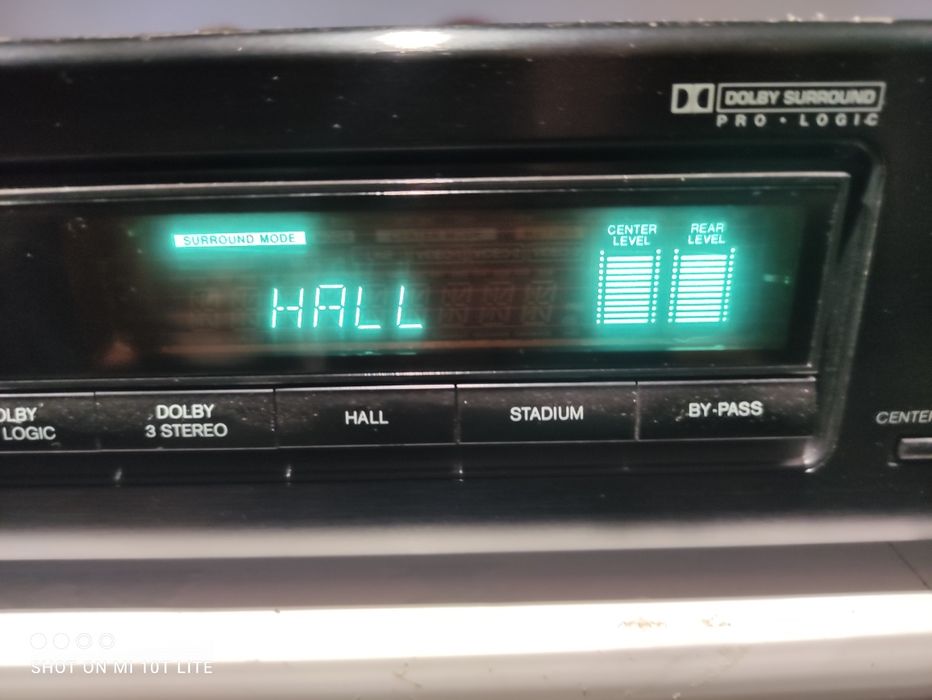 DOLBY SURROUND
PRO · LOGIC
SURROUND MODE
CENTER
LEVEL
REAR
LEVEL
HALL
OLBY
LOGIC
DOLBY
3 STEREO
HALL
STADIUM
BY-PASS
CENTER
SHOT ON MI 10T LITE